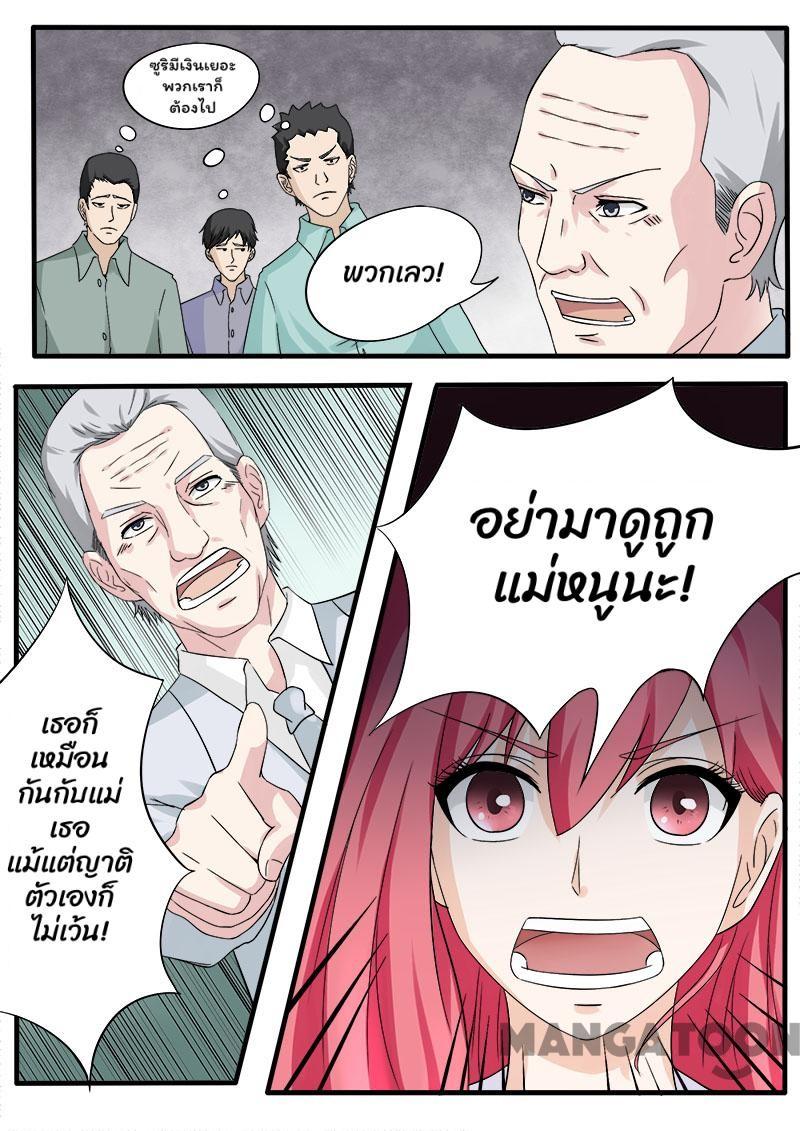 ซูริมีเงินเยอะ
พวกเราก็
ต้องไป
พวกเลว!
เธอก็
เหมือน
กันกับแม่
เธอ
แม้แต่ญาติ
ตัวเองก็
ไม่เว้น!
อย่ามาดูถูก
แม่หนูนะ!
MANGATOON